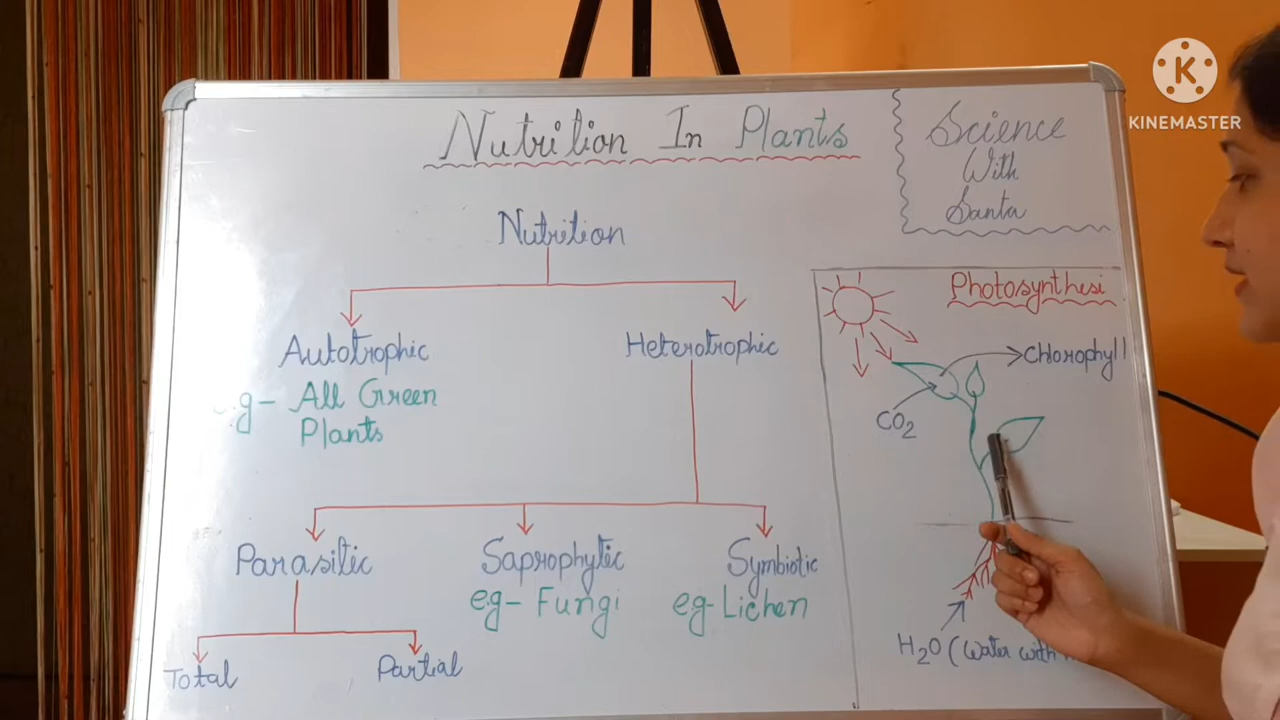 Nutrition In Plants
Science
With
Santa
KINEMASTER
Nutrition
Autotrophic
Heterotrophic
e.g- All Green
Plants
Parasitic
Saprophytic
Symbiotic
e.g- Fungi
eg- Lichen
Total
Partial
Photosynthesi
Chlorophyll
CO2
H2O (Water with